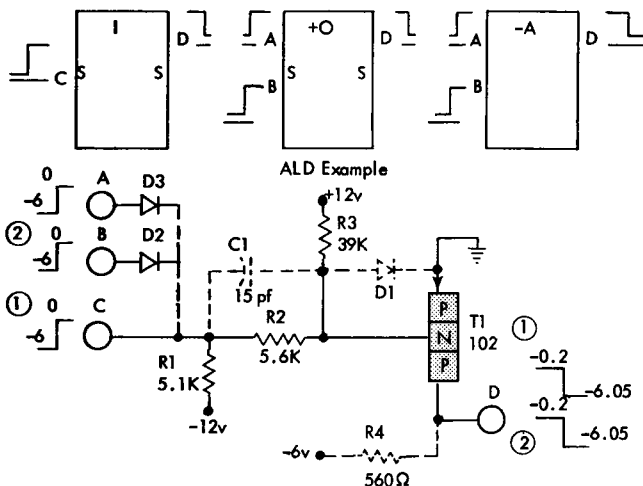 I
D
C
S
S
+O
A
B
S
S
D
-A
A
B
D
ALD Example
0
-6
A
D3
② 0
-6
B
D2
① 0
-6
C
C1
15 pf
+12v
R3
39K
D1
R2
5.6K
R1
5.1K
-12v
P
N
P
T1
102
①
-0.2
-6.05
D
-0.2
-6.05
②
-6v
R4
560Ω